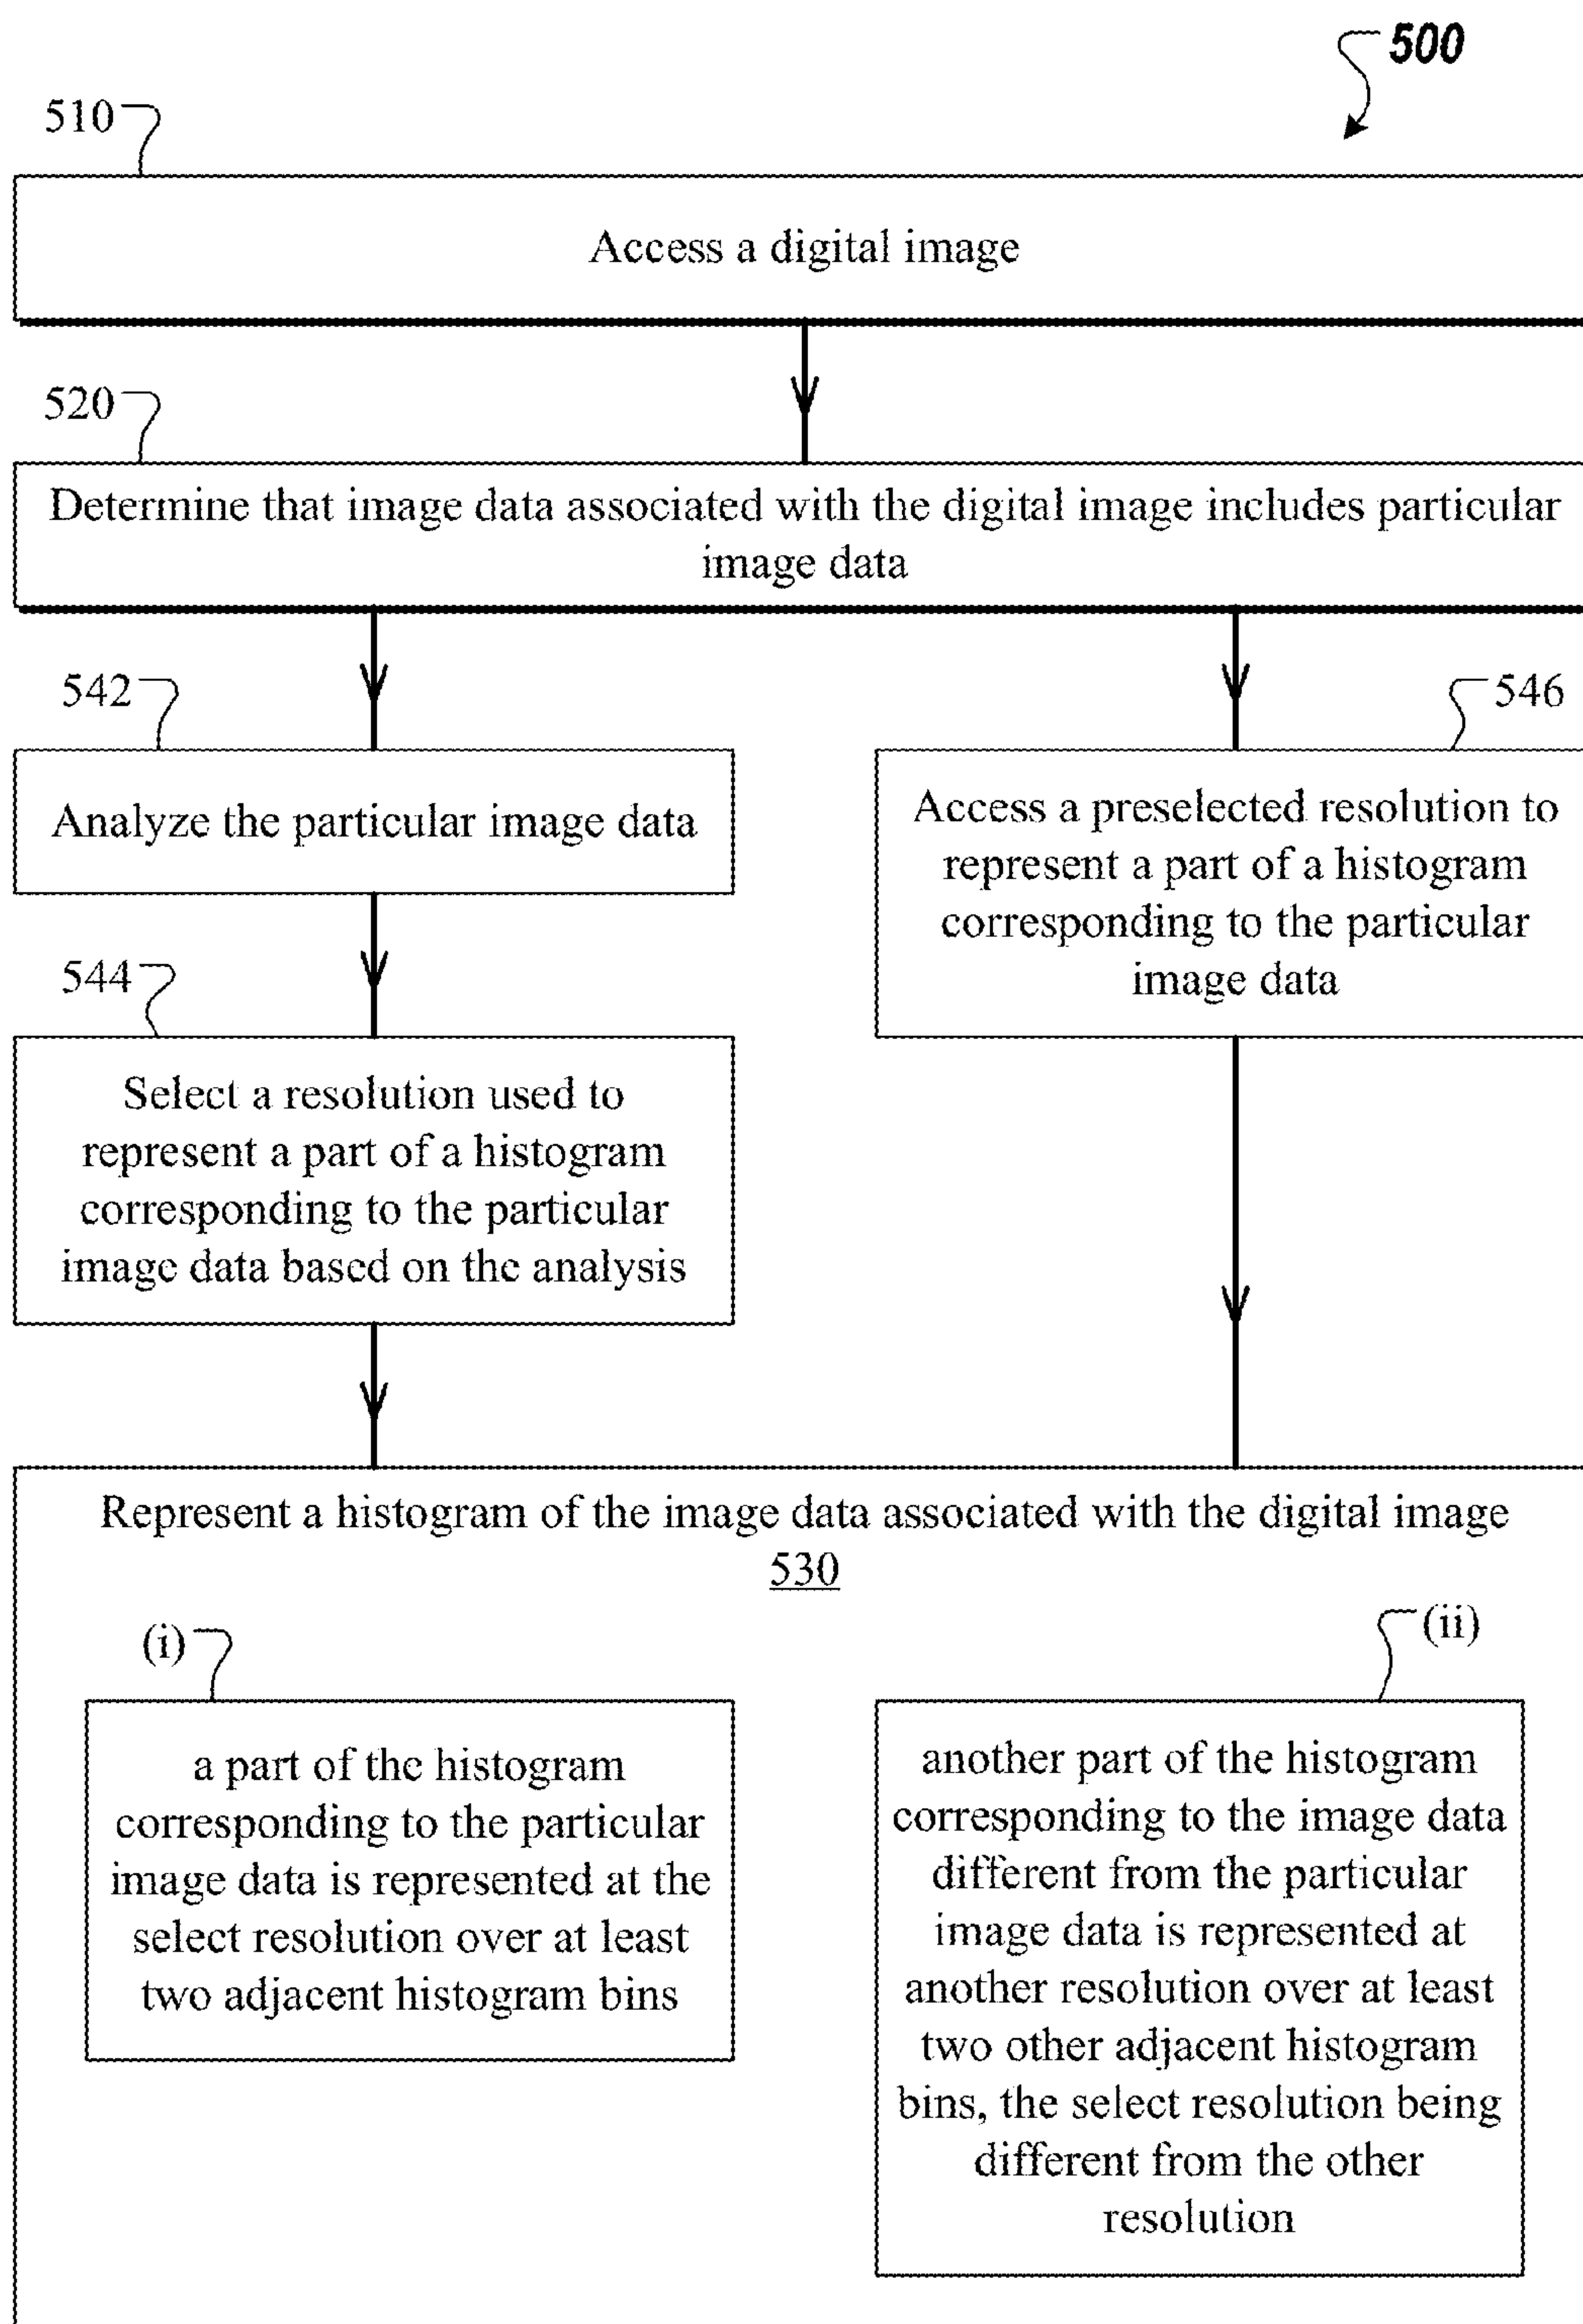 500
510
Access a digital image
520
Determine that image data associated with the digital image includes particular
image data
542
Analyze the particular image data
546
Access a preselected resolution to
represent a part of a histogram
corresponding to the particular
image data
544
Select a resolution used to
represent a part of a histogram
corresponding to the particular
image data based on the analysis
Represent a histogram of the image data associated with the digital image
530
(i)
a part of the histogram
corresponding to the particular
image data is represented at the
select resolution over at least
two adjacent histogram bins
(ii)
another part of the histogram
corresponding to the image data
different from the particular
image data is represented at
another resolution over at least
two other adjacent histogram
bins, the select resolution being
different from the other
resolution